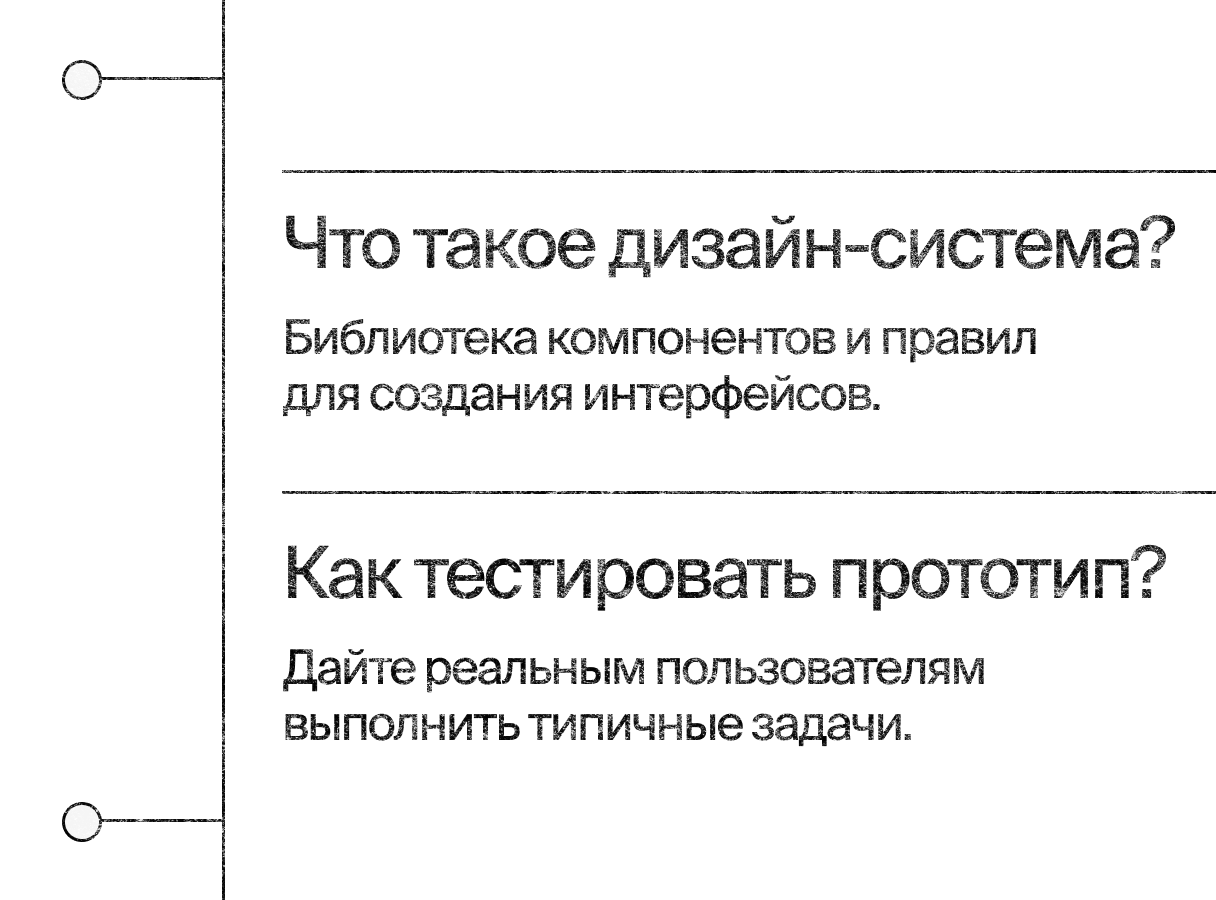 Что такое дизайн-система?
Библиотека компонентов и правил
для создания интерфейсов.
Как тестировать прототип?
Дайте реальным пользователям
выполнить типичные задачи.